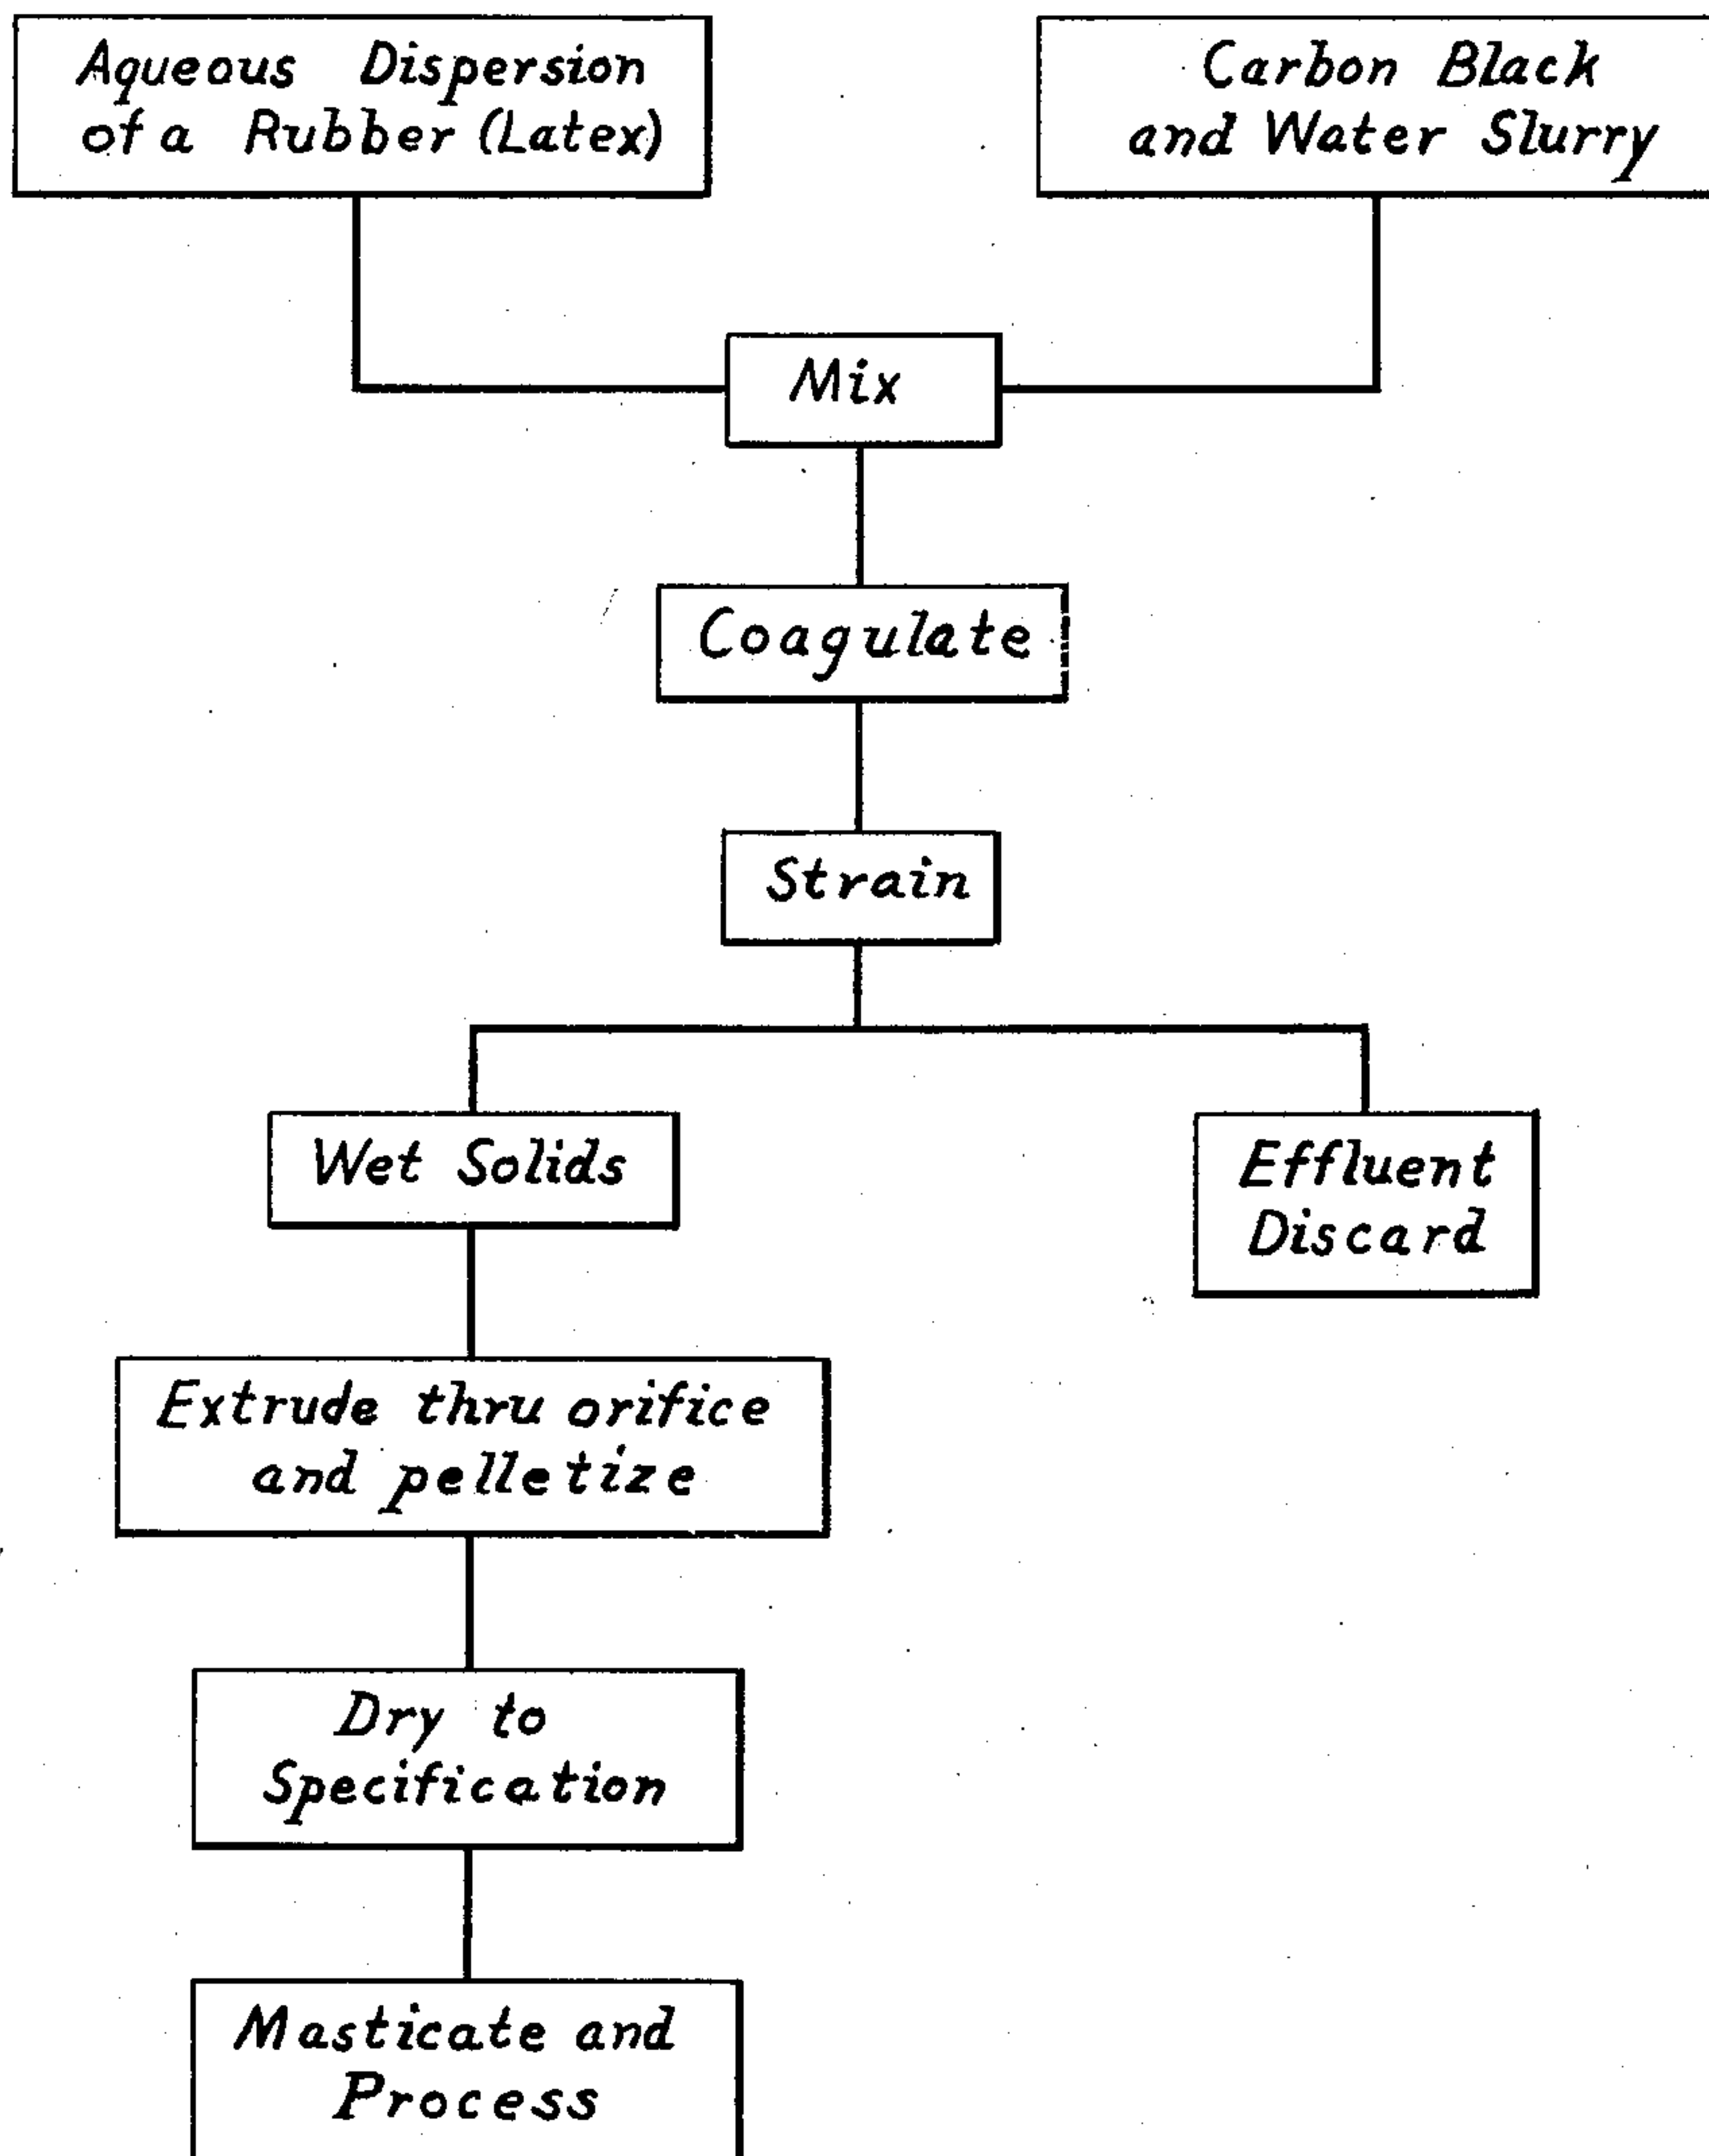 Aqueous Dispersion
of a Rubber (Latex)
Carbon Black
and Water Slurry
Mix
Coagulate
Strain
Wet Solids
Effluent
Discard
Extrude thru orifice
and pelletize
Dry to
Specification
Masticate and
Process